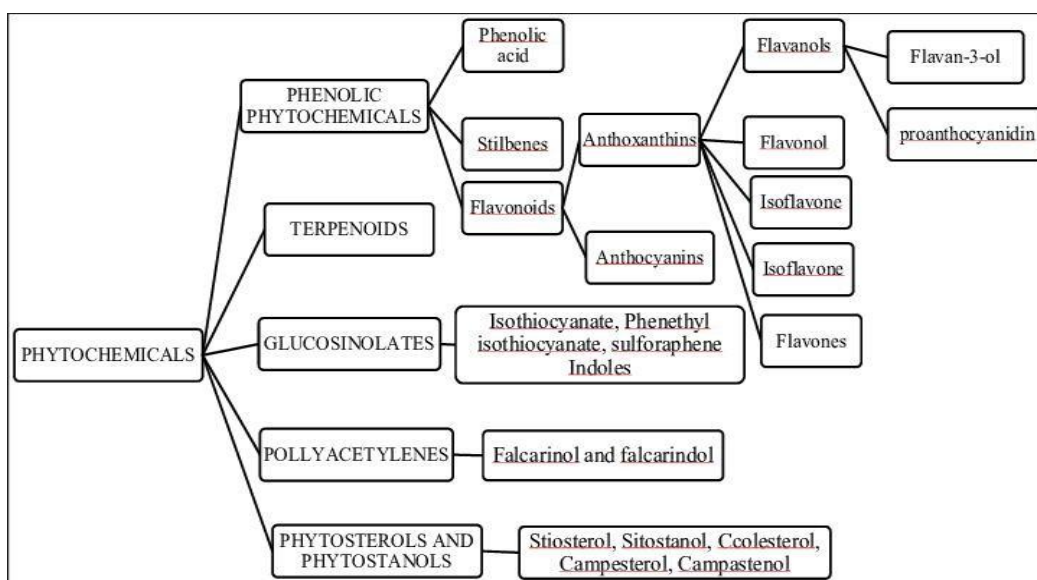 PHYTOCHEMICALS
PHENOLIC
PHYTOCHEMICALS
Phenolic
acid
Stilbenes
Flavonoids
Anthoxanthins
Flavanols
Flavan-3-ol
proanthocyanidin
Flavonol
Isoflavone
Isoflavone
Flavones
Anthocyanins
TERPENOIDS
GLUCOSINOLATES
Isothiocyanate, Phenethyl
isothiocyanate, sulforaphene
Indoles
POLLYACETYLENES
Falcarinol and falcarindol
PHYTOSTEROLS AND
PHYTOSTANOLS
Stiosterol, Sitostanol, Ccolesterol,
Campesterol, Campastenol